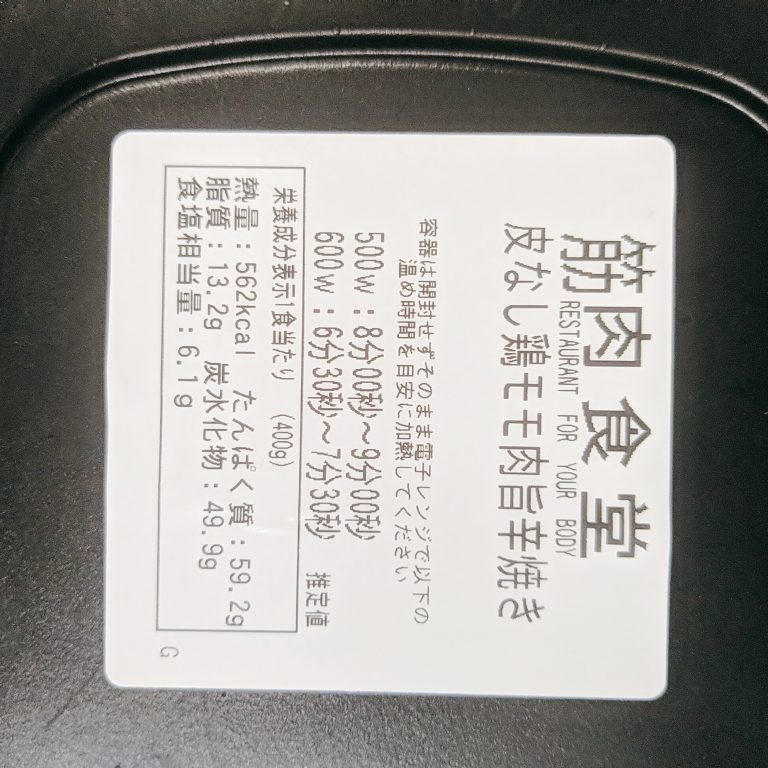 筋肉食堂
RESTAURANT FOR YOUR BODY
皮なし鶏モモ肉旨辛焼き
容器は開封せずそのまま電子レンジで以下の
温め時間を目安に加熱してください
500w：8分00秒～9分00秒
600w：6分30秒～7分30秒
栄養成分表示1食当たり (400g) 推定値
熱量：562kcal たんぱく質：59.2g
脂質：13.2g 炭水化物：49.9g
食塩相当量：6.1g
G